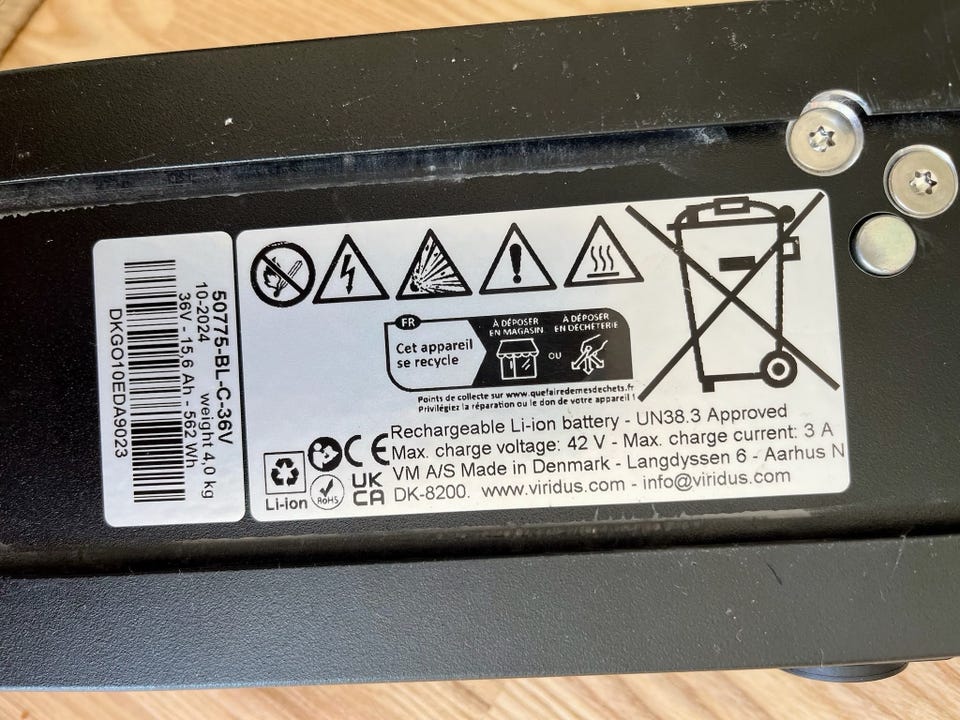 50775-BL-C-36V
weight 4,0 kg
10-2024
36V - 15,6 Ah - 562 Wh
DKGO10EDA9023
FR
Cet appareil
se recycle
À DÉPOSER
EN MAGASIN
OU
À DÉPOSER
EN DÉCHÈTERIE
Points de collecte sur www.quefairedemesdechets.fr
Privilégiez la réparation ou le don de votre appareil !
Li-ion
RoHS
CE
UK
CA
Rechargeable Li-ion battery - UN38.3 Approved
Max. charge voltage: 42 V - Max. charge current: 3 A
VM A/S Made in Denmark - Langdyssen 6 - Aarhus N
DK-8200. www.viridus.com - info@viridus.com